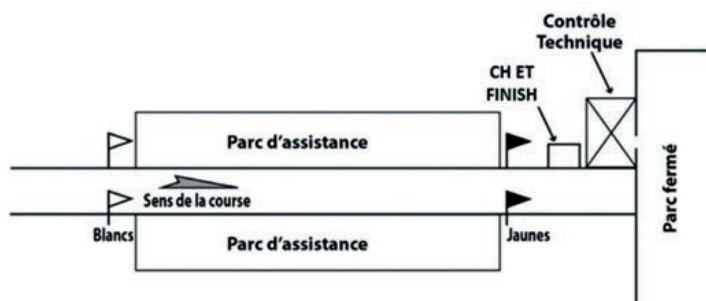 Contrôle
Technique
CH ET
FINISH
Parc d'assistance
Sens de la course
Blancs
Parc d'assistance
Jaunes
Parc fermé